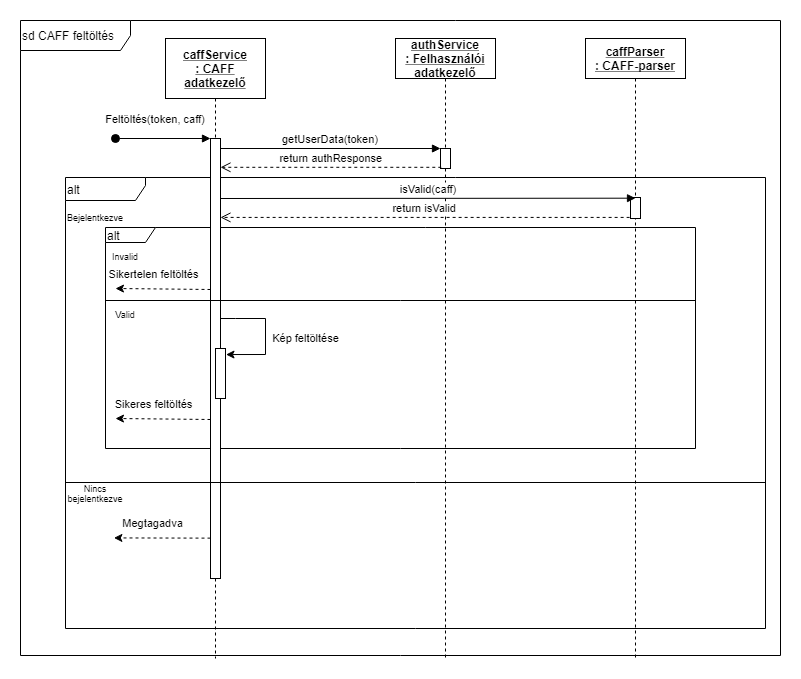 sd CAFF feltöltés
caffService
: CAFF
adatkezelő
authService
: Felhasználói
adatkezelő
caffParser
: CAFF-parser
Feltöltés(token, caff)
getUserData(token)
return authResponse
alt
isValid(caff)
return isValid
Bejelentkezve
alt
Invalid
Sikertelen feltöltés
Valid
Kép feltöltése
Sikeres feltöltés
Nincs
bejelentkezve
Megtagadva